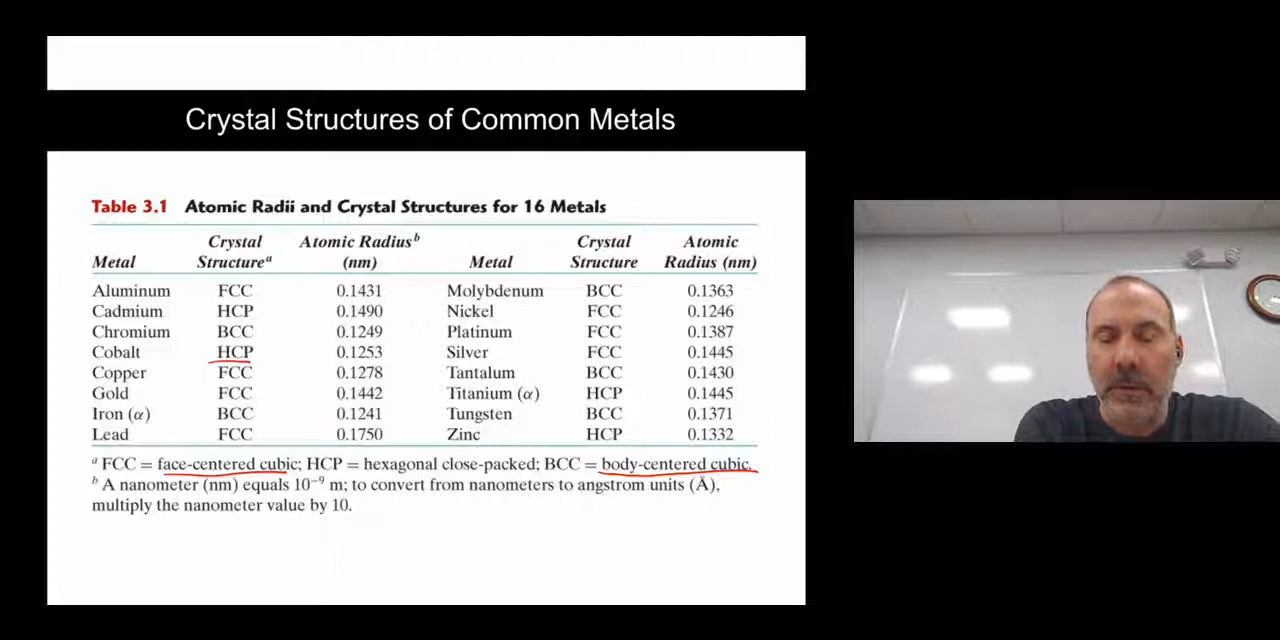 Crystal Structures of Common Metals
Table 3.1 Atomic Radii and Crystal Structures for 16 Metals
Crystal Atomic Radiusᵇ Crystal Atomic
Metal Structureᵃ (nm) Metal Structure Radius (nm)
Aluminum FCC 0.1431 Molybdenum BCC 0.1363
Cadmium HCP 0.1490 Nickel FCC 0.1246
Chromium BCC 0.1249 Platinum FCC 0.1387
Cobalt HCP 0.1253 Silver FCC 0.1445
Copper FCC 0.1278 Tantalum BCC 0.1430
Gold FCC 0.1442 Titanium (α) HCP 0.1445
Iron (α) BCC 0.1241 Tungsten BCC 0.1371
Lead FCC 0.1750 Zinc HCP 0.1332
ᵃ FCC = face-centered cubic; HCP = hexagonal close-packed; BCC = body-centered cubic.
ᵇ A nanometer (nm) equals 10⁻⁹ m; to convert from nanometers to angstrom units (Å),
multiply the nanometer value by 10.